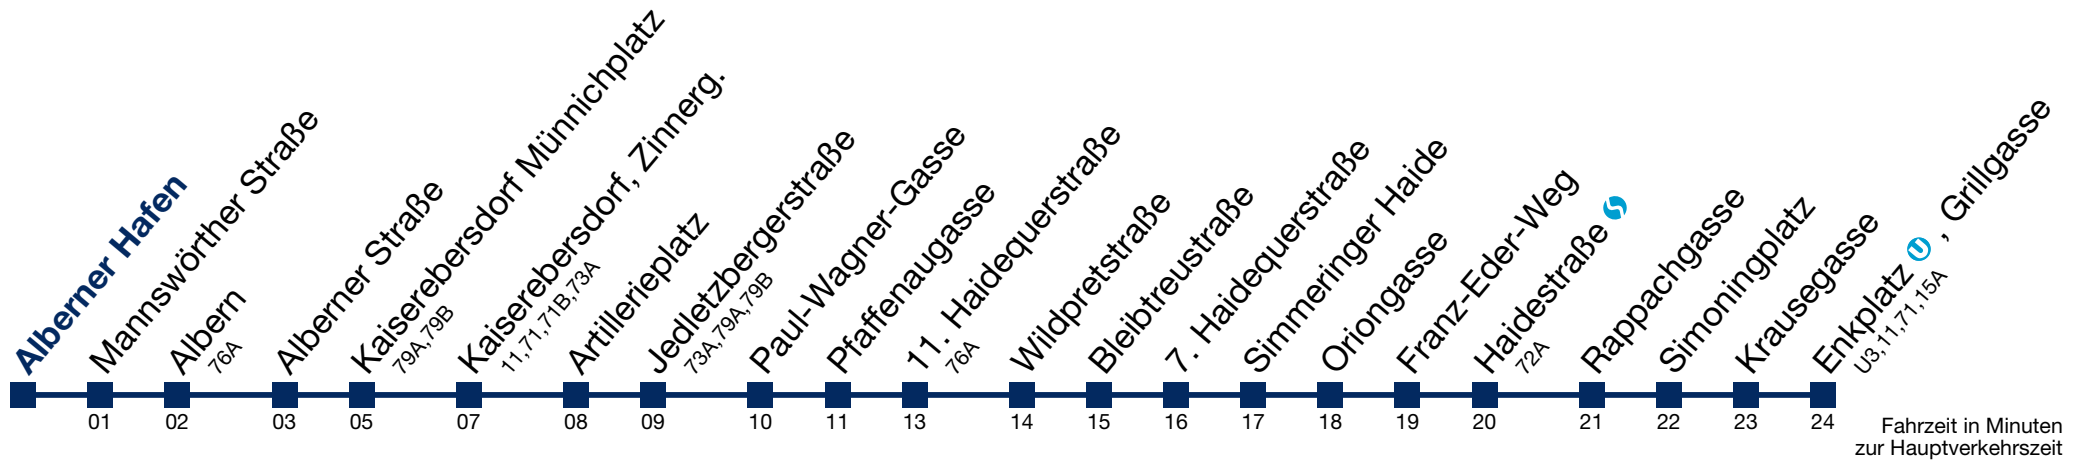 Alberner Hafen
Mannswörther Straße
Albern
76A
Alberner Straße
Kaiserebersdorf Münnichplatz
79A,79B
Kaiserebersdorf, Zinnerg.
11,71,71B,73A
Artillerieplatz
Jedletzbergerstraße
73A,79A,79B
Paul-Wagner-Gasse
Pfaffenaugasse
11. Haidequerstraße
76A
Wildpretstraße
Bleibtreustraße
7. Haidequerstraße
Simmeringer Haide
Oriongasse
Franz-Eder-Weg
Haidestraße S
72A
Rappachgasse
Simoningplatz
Krausegasse
Enkplatz U , Grillgasse
U3,11,71,15A
01 02 03 05 07 08 09 10 11 13 14 15 16 17 18 19 20 21 22 23 24
Fahrzeit in Minuten
zur Hauptverkehrszeit